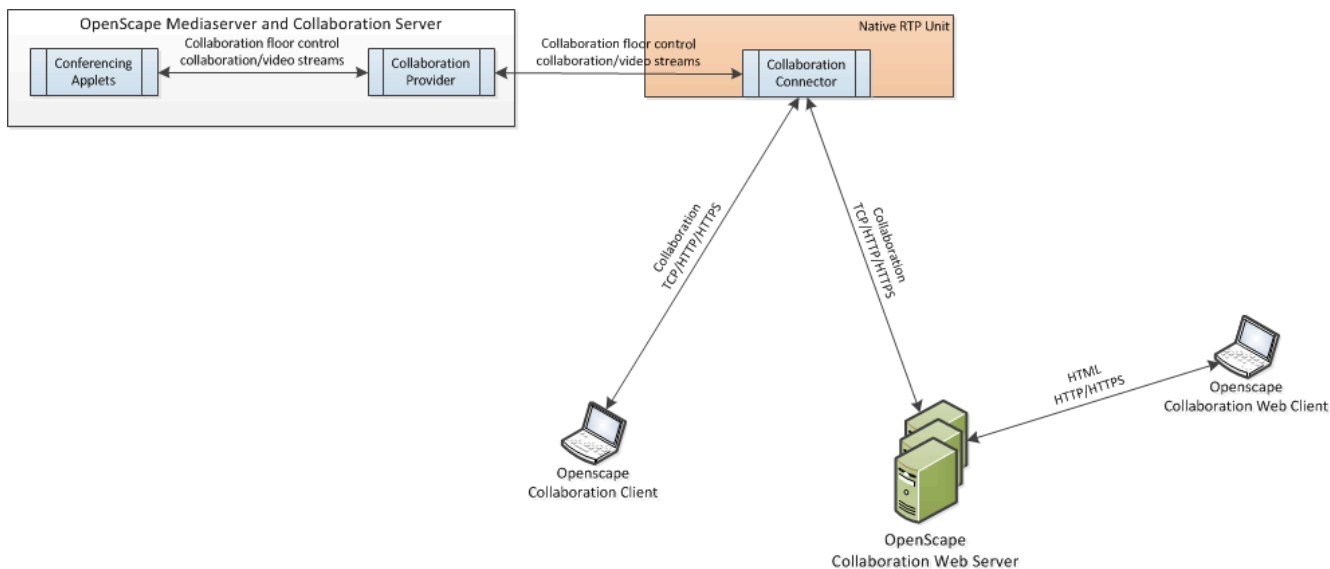 OpenScape Mediaserver and Collaboration Server
Native RTP Unit
Conferencing
Applets
Collaboration floor control
collaboration/video streams
Collaboration
Provider
Collaboration floor control
collaboration/video streams
Collaboration
Connector
Collaboration
TCP/HTTP/HTTPS
Collaboration
TCP/HTTP/HTTPS
HTML
HTTP/HTTPS
Openscape
Collaboration Web Client
Openscape
Collaboration Client
OpenScape
Collaboration Web Server